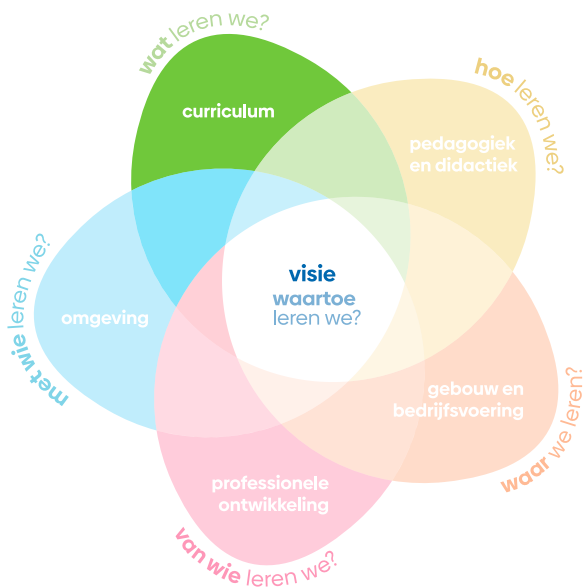 wat leren we?
curriculum
hoe leren we?
pedagogiek
en didactiek
visie
waartoe
leren we?
met wie leren we?
omgeving
gebouw en
bedrijfsvoering
waar we leren?
professionele
ontwikkeling
van wie leren we?